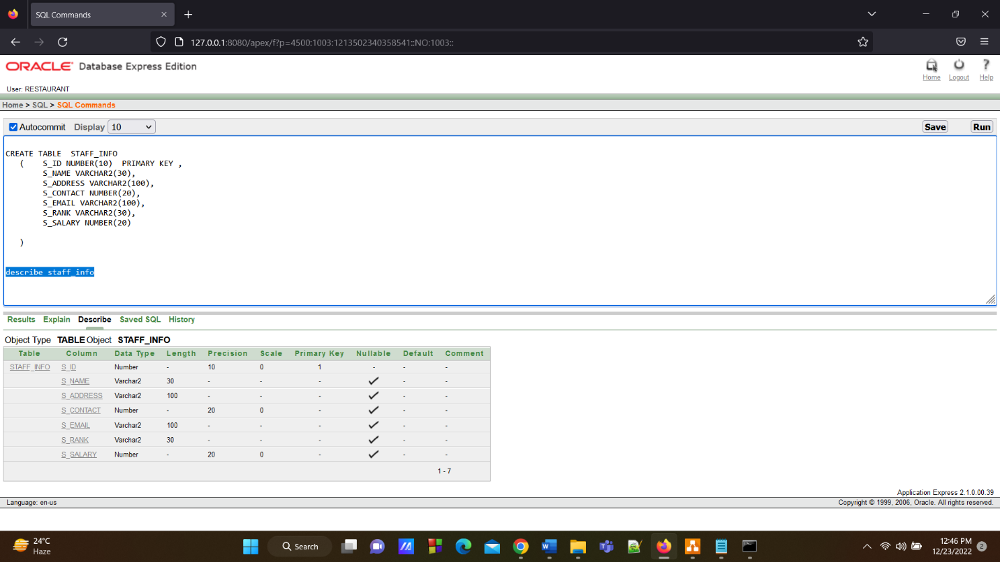 SQL Commands
127.0.0.1:8080/apex/f?p=4500:1003:1213502340358541::NO:1003::
ORACLE Database Express Edition
Home Logout Help
User: RESTAURANT
Home > SQL > SQL Commands
Autocommit Display 10 Save Run
CREATE TABLE  STAFF_INFO
(    S_ID NUMBER(10)  PRIMARY KEY ,
S_NAME VARCHAR2(30),
S_ADDRESS VARCHAR2(100),
S_CONTACT NUMBER(20),
S_EMAIL VARCHAR2(100),
S_RANK VARCHAR2(30),
S_SALARY NUMBER(20)
)
describe staff_info
Results Explain Describe Saved SQL History
Object Type TABLE Object STAFF_INFO
Table Column Data Type Length Precision Scale Primary Key Nullable Default Comment
STAFF_INFO S_ID Number - 10 0 1 - - -
S_NAME Varchar2 30 - - - - -
S_ADDRESS Varchar2 100 - - - - -
S_CONTACT Number - 20 0 - - -
S_EMAIL Varchar2 100 - - - - -
S_RANK Varchar2 30 - - - - -
S_SALARY Number - 20 0 - - -
1 - 7
Application Express 2.1.0.00.39
Language: en-us Copyright © 1999, 2006, Oracle. All rights reserved.
24°C
Haze
Search
12:46 PM
12/23/2022
2